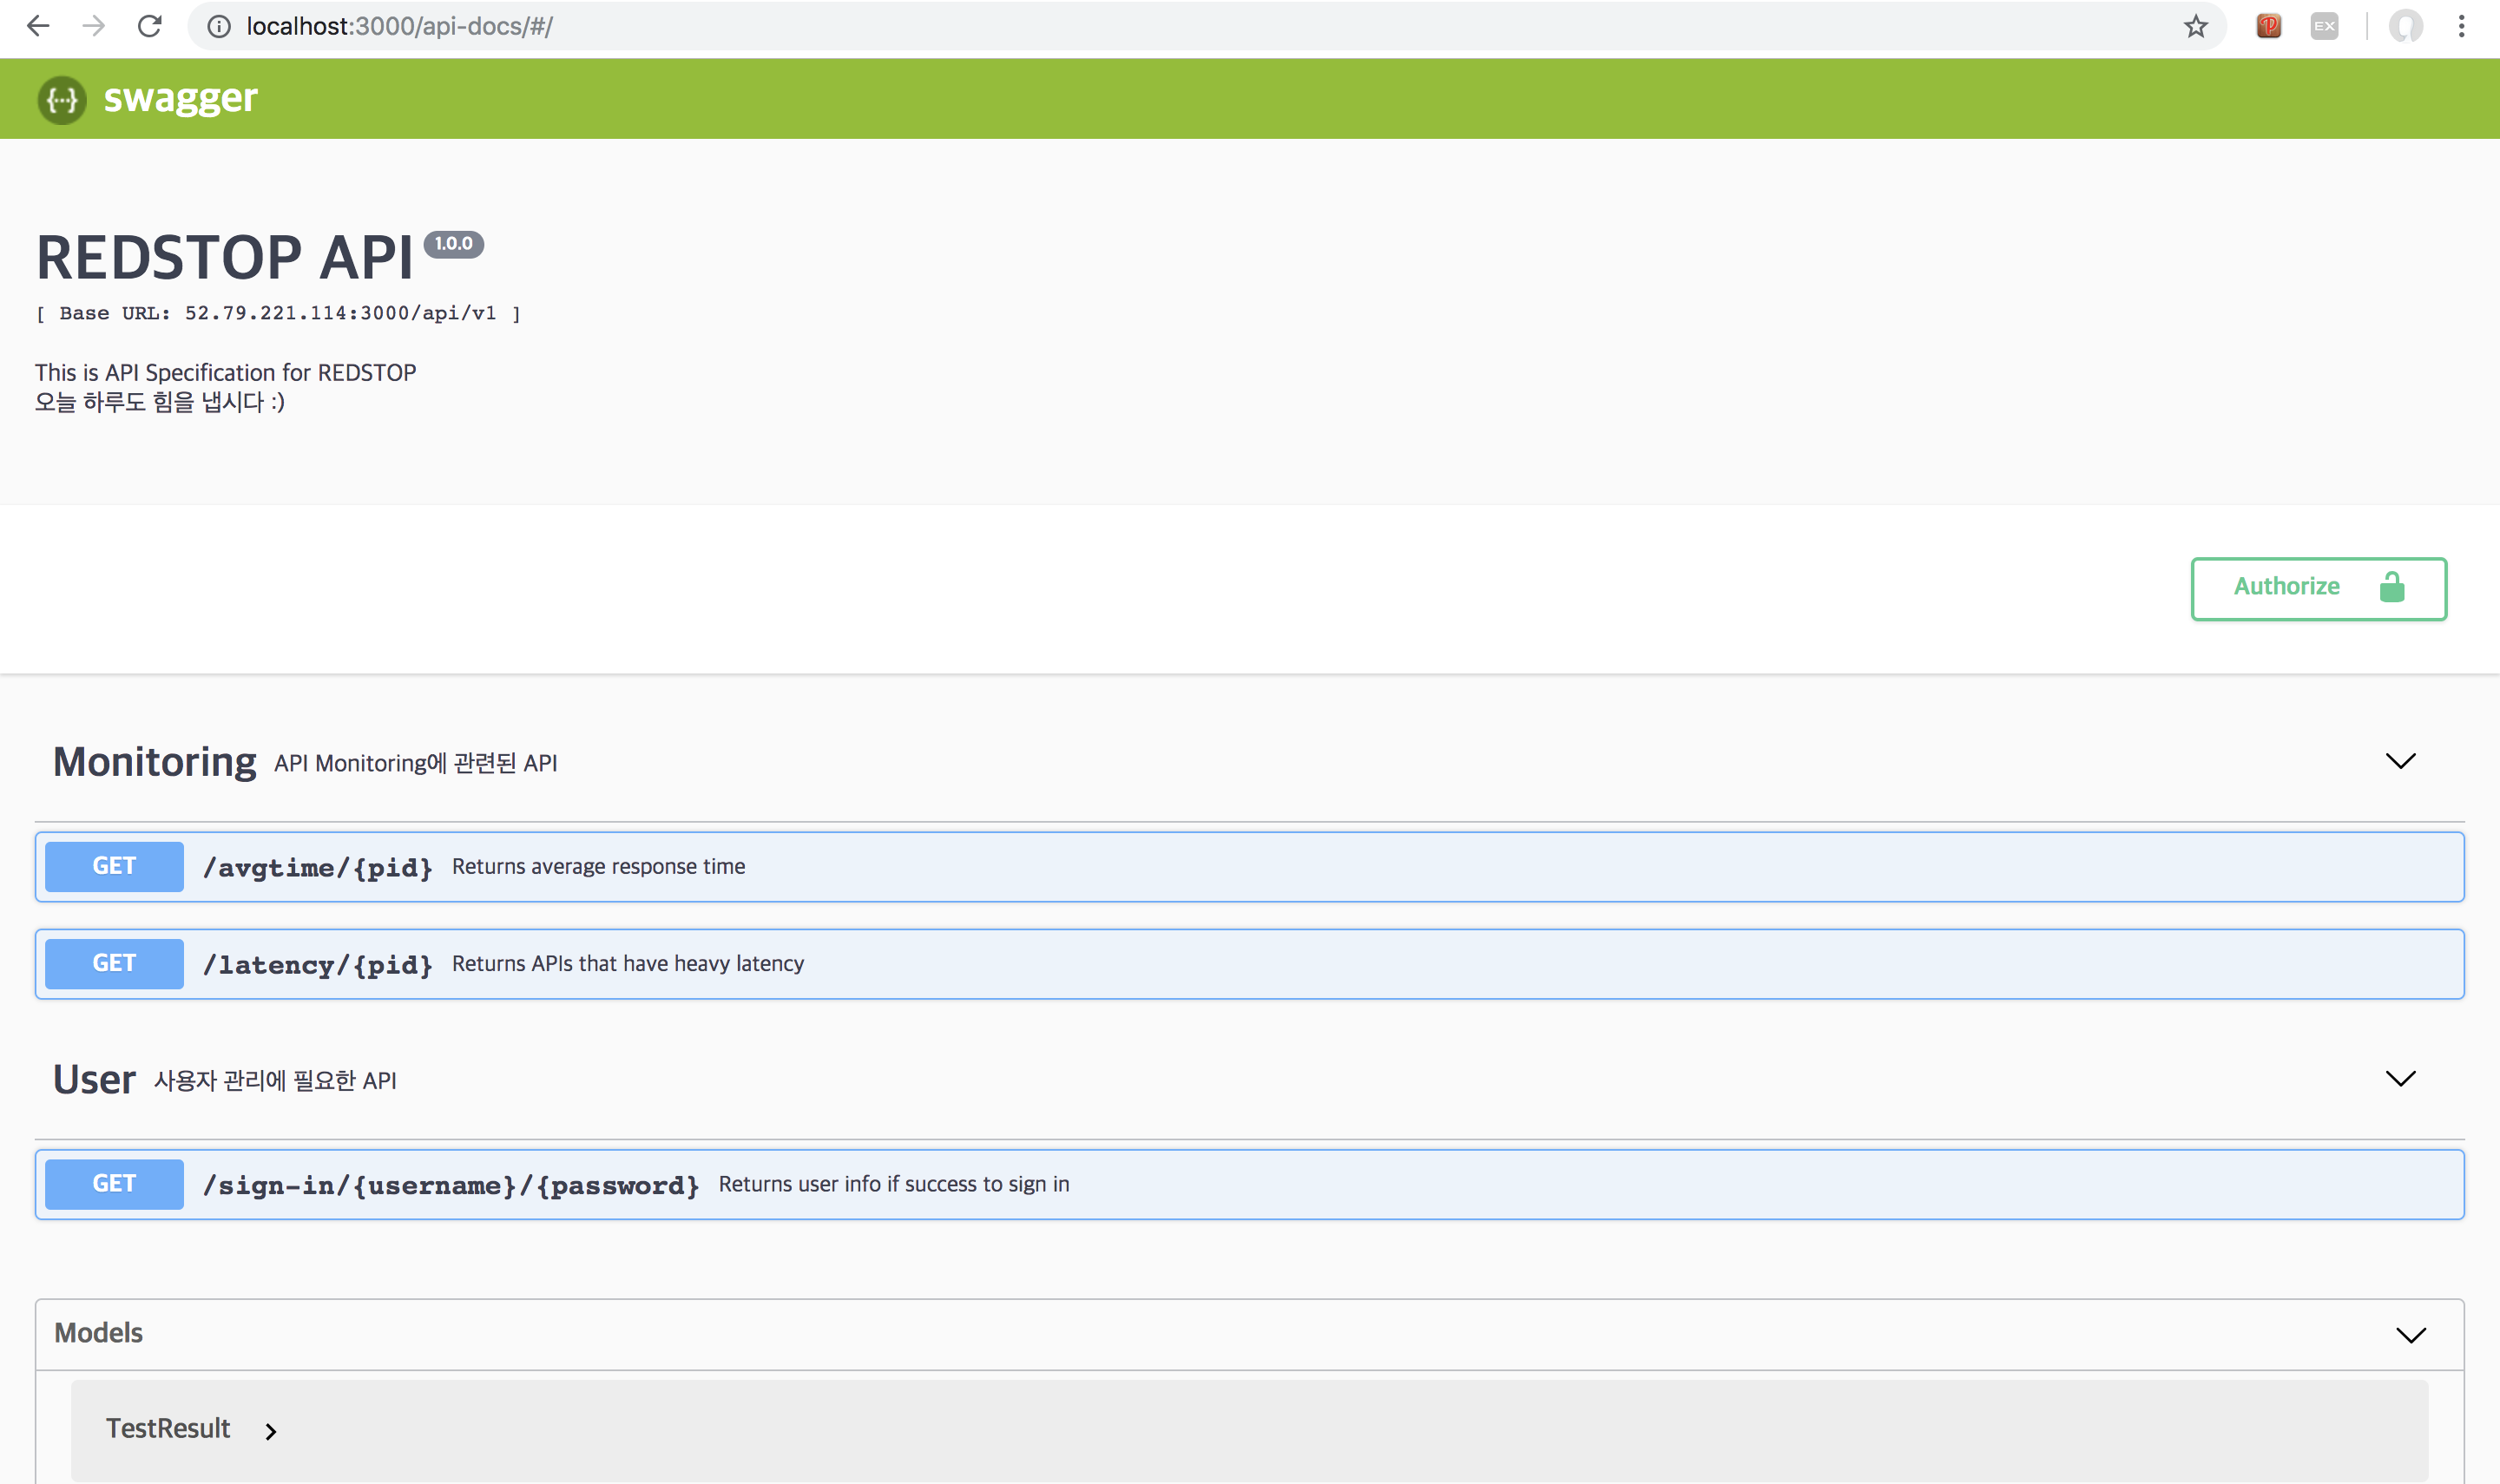 localhost:3000/api-docs/#/
EX
{...} swagger
REDSTOP API 1.0.0
[ Base URL: 52.79.221.114:3000/api/v1 ]
This is API Specification for REDSTOP
오늘 하루도 힘을 냅시다 :)
Authorize
Monitoring API Monitoring에 관련된 API
GET /avgtime/{pid} Returns average response time
GET /latency/{pid} Returns APIs that have heavy latency
User 사용자 관리에 필요한 API
GET /sign-in/{username}/{password} Returns user info if success to sign in
Models
TestResult